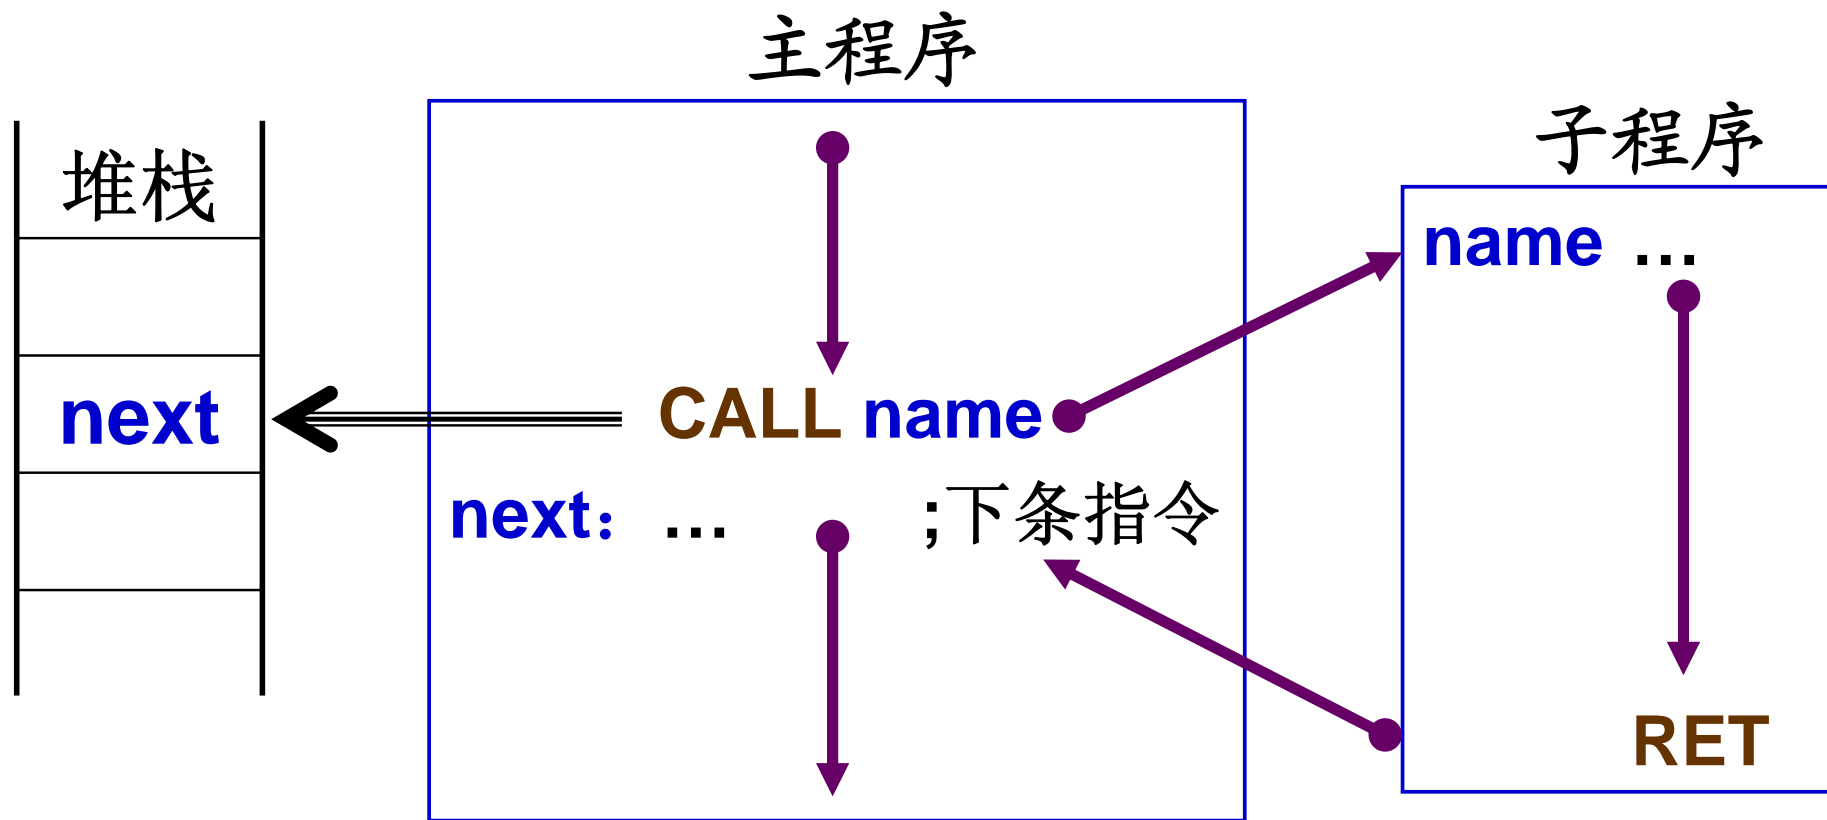 主程序
子程序
堆栈
name …
next
CALL name
next： … ;下条指令
RET